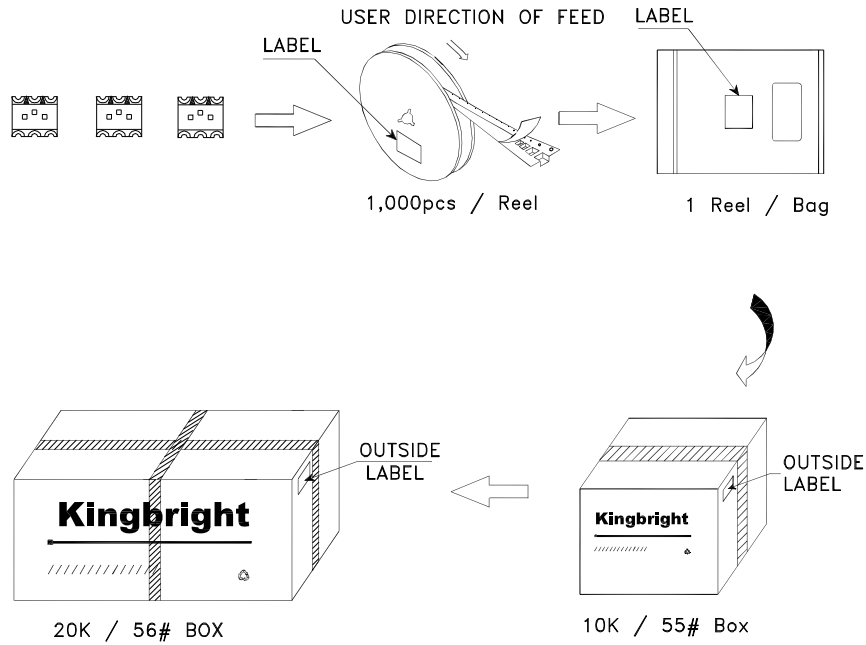 USER DIRECTION OF FEED
LABEL
LABEL
1,000pcs / Reel
1 Reel / Bag
OUTSIDE
LABEL
OUTSIDE
LABEL
Kingbright
Kingbright
20K / 56# BOX
10K / 55# Box